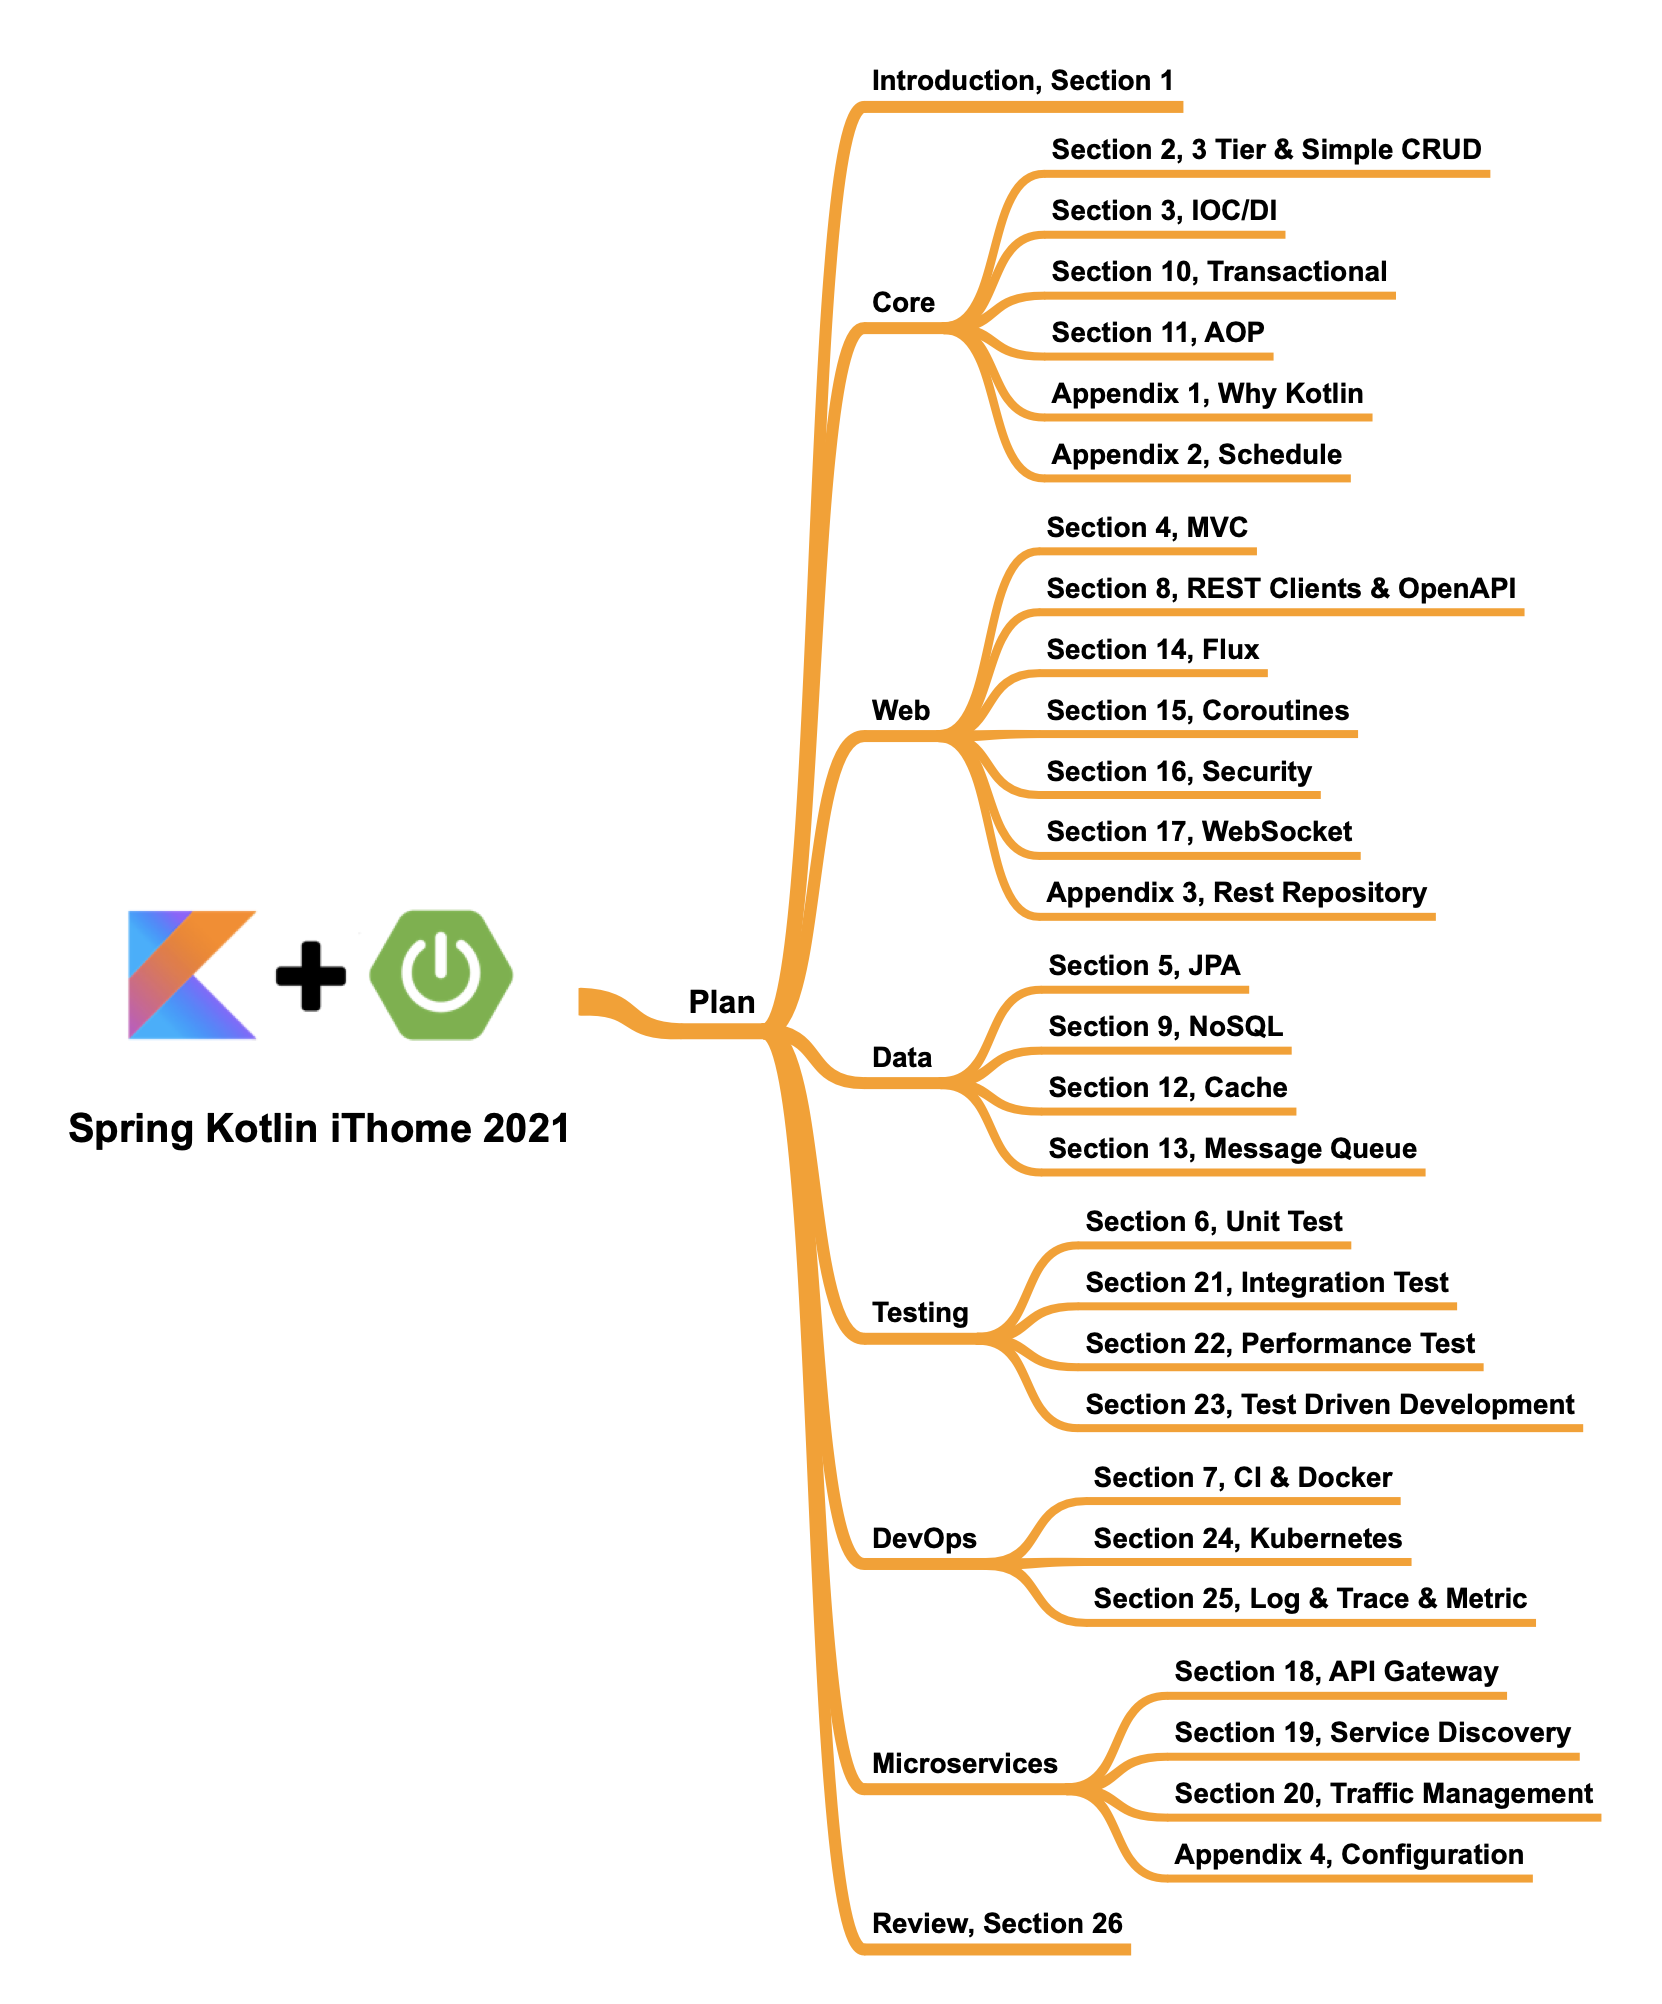 Spring Kotlin iThome 2021
Plan
Introduction, Section 1
Core
Section 2, 3 Tier & Simple CRUD
Section 3, IOC/DI
Section 10, Transactional
Section 11, AOP
Appendix 1, Why Kotlin
Appendix 2, Schedule
Web
Section 4, MVC
Section 8, REST Clients & OpenAPI
Section 14, Flux
Section 15, Coroutines
Section 16, Security
Section 17, WebSocket
Appendix 3, Rest Repository
Data
Section 5, JPA
Section 9, NoSQL
Section 12, Cache
Section 13, Message Queue
Testing
Section 6, Unit Test
Section 21, Integration Test
Section 22, Performance Test
Section 23, Test Driven Development
DevOps
Section 7, CI & Docker
Section 24, Kubernetes
Section 25, Log & Trace & Metric
Microservices
Section 18, API Gateway
Section 19, Service Discovery
Section 20, Traffic Management
Appendix 4, Configuration
Review, Section 26